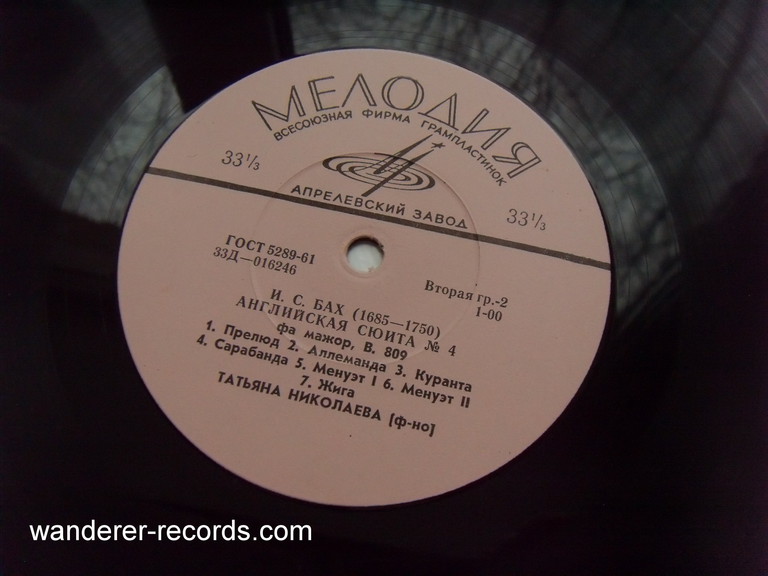 МЕЛОДИЯ
ВСЕСОЮЗНАЯ ФИРМА ГРАМПЛАСТИНОК
33⅓
АПРЕЛЕВСКИЙ ЗАВОД
33⅓
ГОСТ 5289-61
33Д—016246
Вторая гр.-2
1-00
И. С. БАХ (1685—1750)
АНГЛИЙСКАЯ СЮИТА № 4
фа мажор, В. 809
1. Прелюд 2. Аллеманда 3. Куранта
4. Сарабанда 5. Менуэт I 6. Менуэт II
7. Жига
ТАТЬЯНА НИКОЛАЕВА [ф-но]
wanderer-records.com